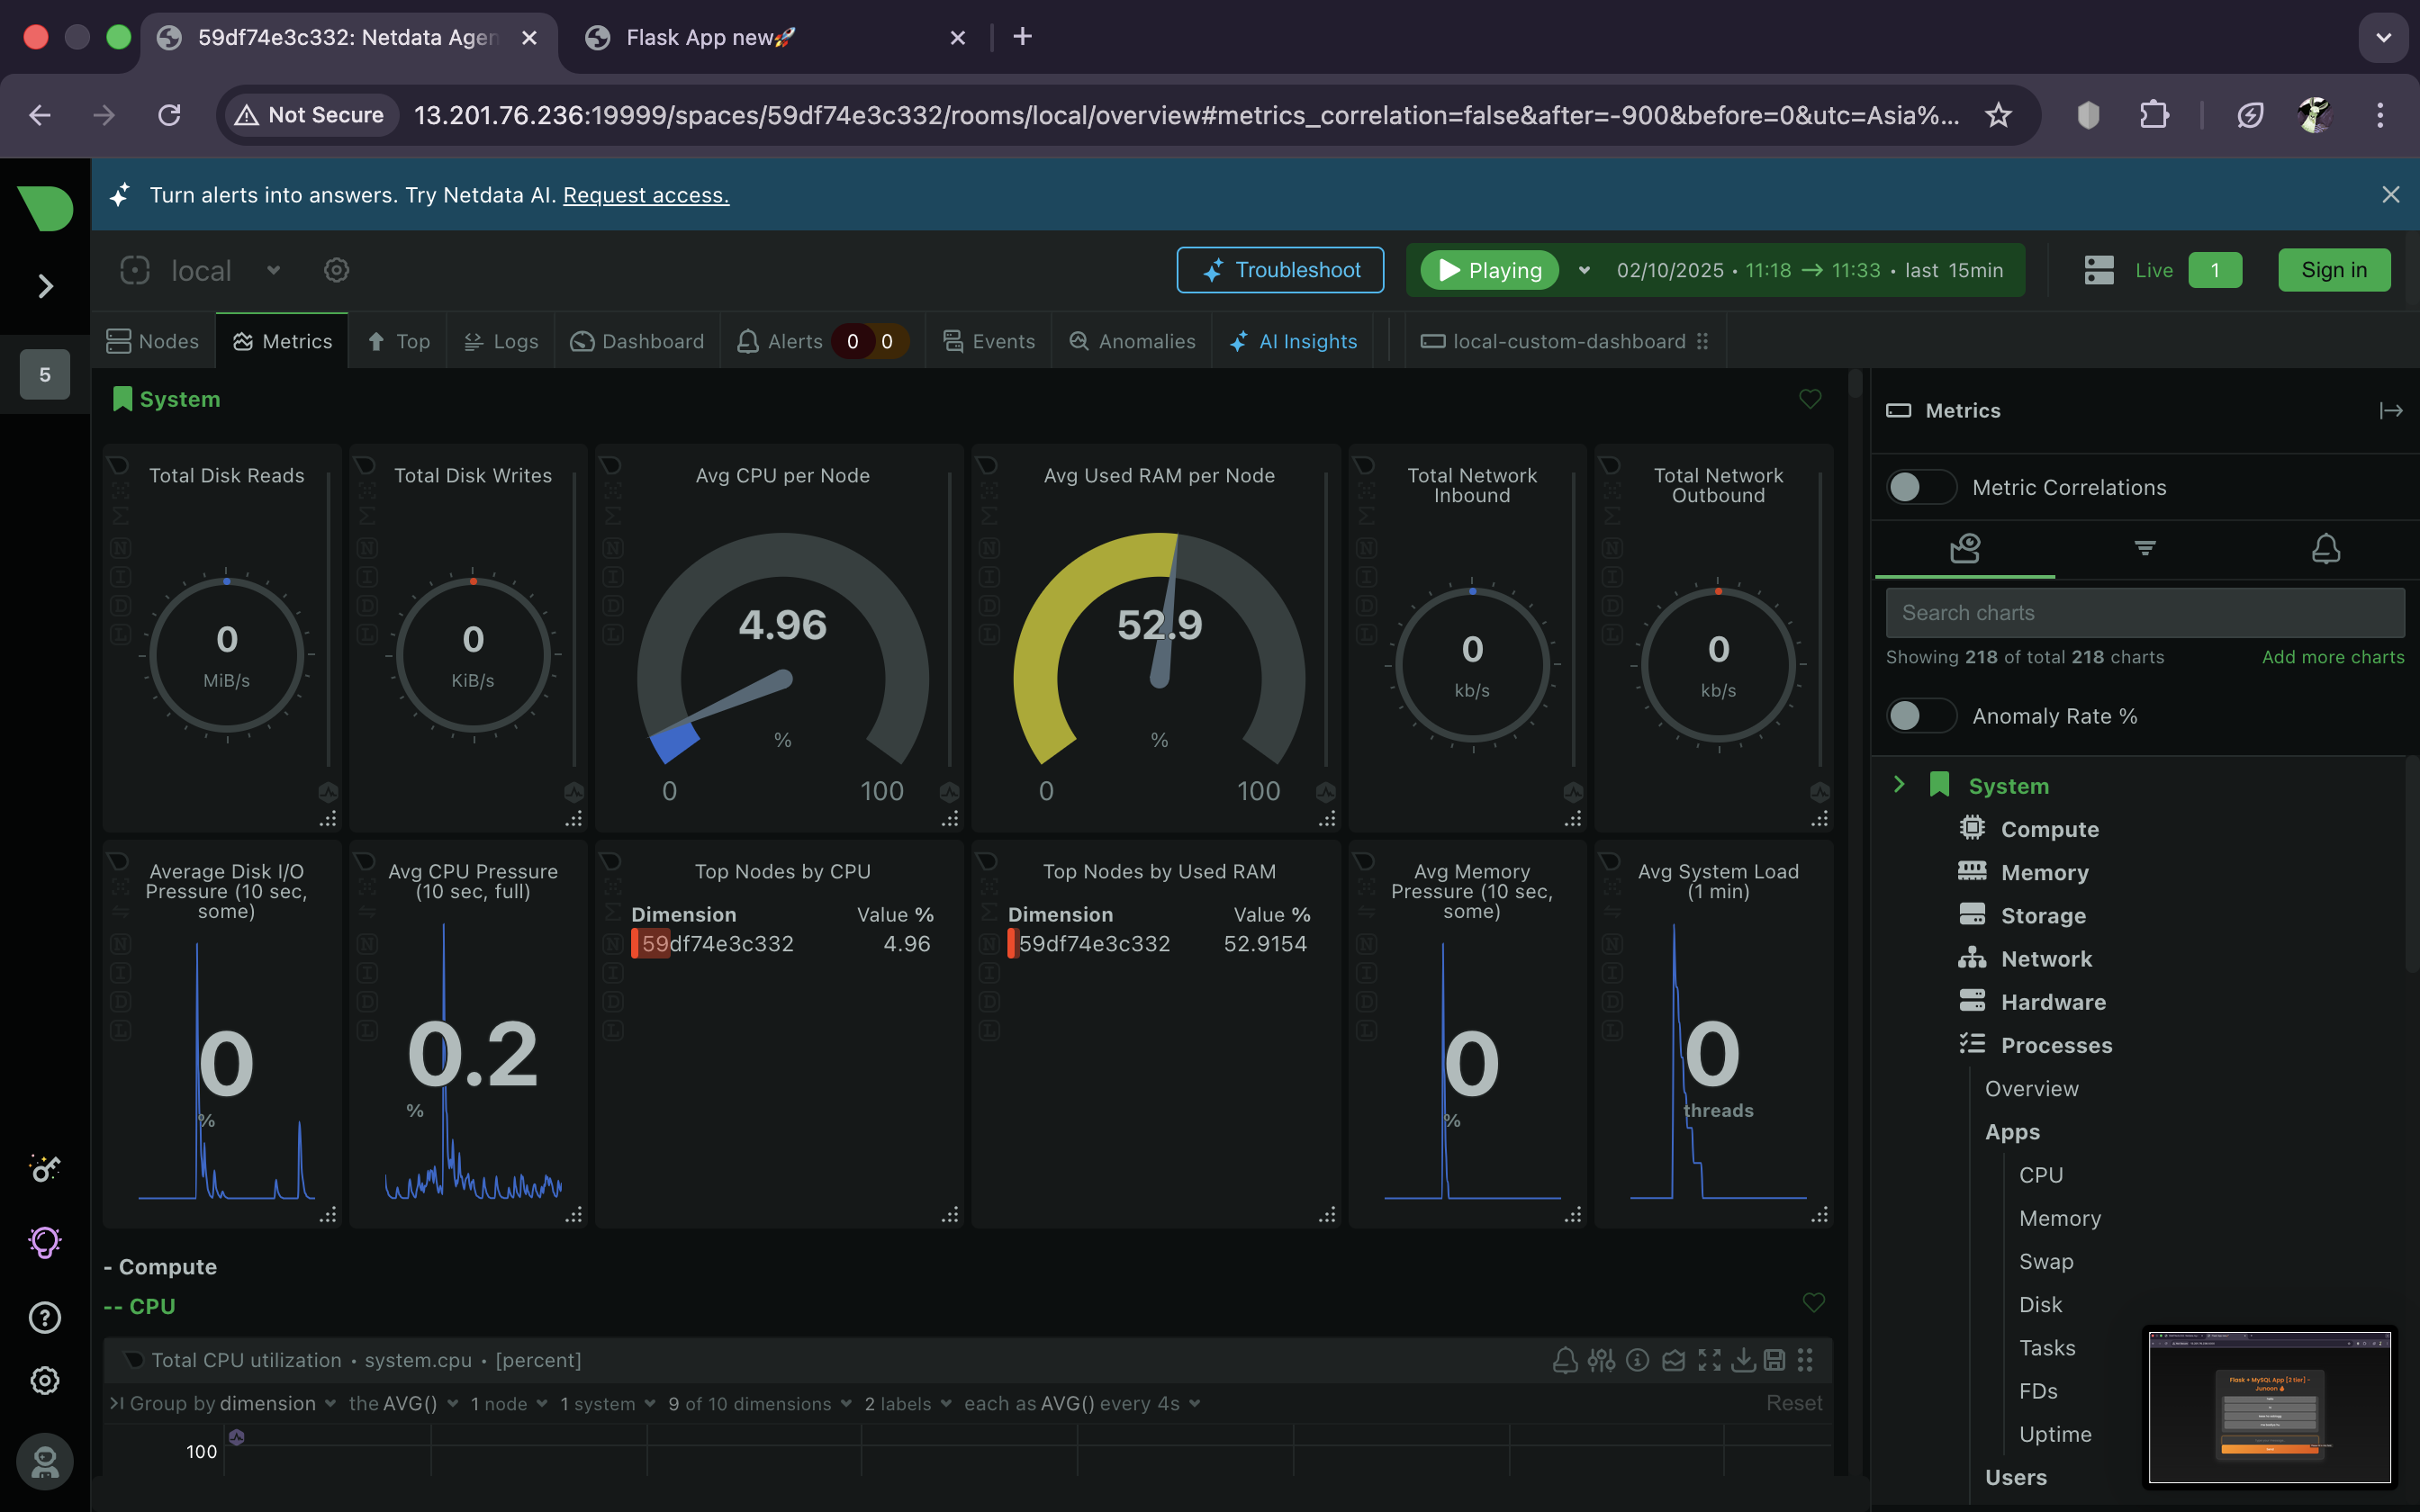 59df74e3c332: Netdata Agen
Flask App new🚀
Not Secure
13.201.76.236:19999/spaces/59df74e3c332/rooms/local/overview#metrics_correlation=false&after=-900&before=0&utc=Asia%...
Turn alerts into answers. Try Netdata AI. Request access.
local
Troubleshoot
Playing
02/10/2025 • 11:18 → 11:33 • last 15min
Live
1
Sign in
5
Nodes
Metrics
Top
Logs
Dashboard
Alerts 0 0
Events
Anomalies
AI Insights
local-custom-dashboard
System
Total Disk Reads
0
MiB/s
Total Disk Writes
0
KiB/s
Avg CPU per Node
4.96
%
0 100
Avg Used RAM per Node
52.9
%
0 100
Total Network
Inbound
0
kb/s
Total Network
Outbound
0
kb/s
Average Disk I/O
Pressure (10 sec,
some)
0
%
Avg CPU Pressure
(10 sec, full)
0.2
%
Top Nodes by CPU
Dimension Value %
59df74e3c332 4.96
Top Nodes by Used RAM
Dimension Value %
59df74e3c332 52.9154
Avg Memory
Pressure (10 sec,
some)
0
%
Avg System Load
(1 min)
0
threads
- Compute
-- CPU
Total CPU utilization • system.cpu • [percent]
Group by dimension the AVG() 1 node 1 system 9 of 10 dimensions 2 labels each as AVG() every 4s Reset
100
Metrics
Metric Correlations
Search charts
Showing 218 of total 218 charts
Add more charts
Anomaly Rate %
System
Compute
Memory
Storage
Network
Hardware
Processes
Overview
Apps
CPU
Memory
Swap
Disk
Tasks
FDs
Uptime
Users
Flask + MySQL App [2 tier] -
Junoon